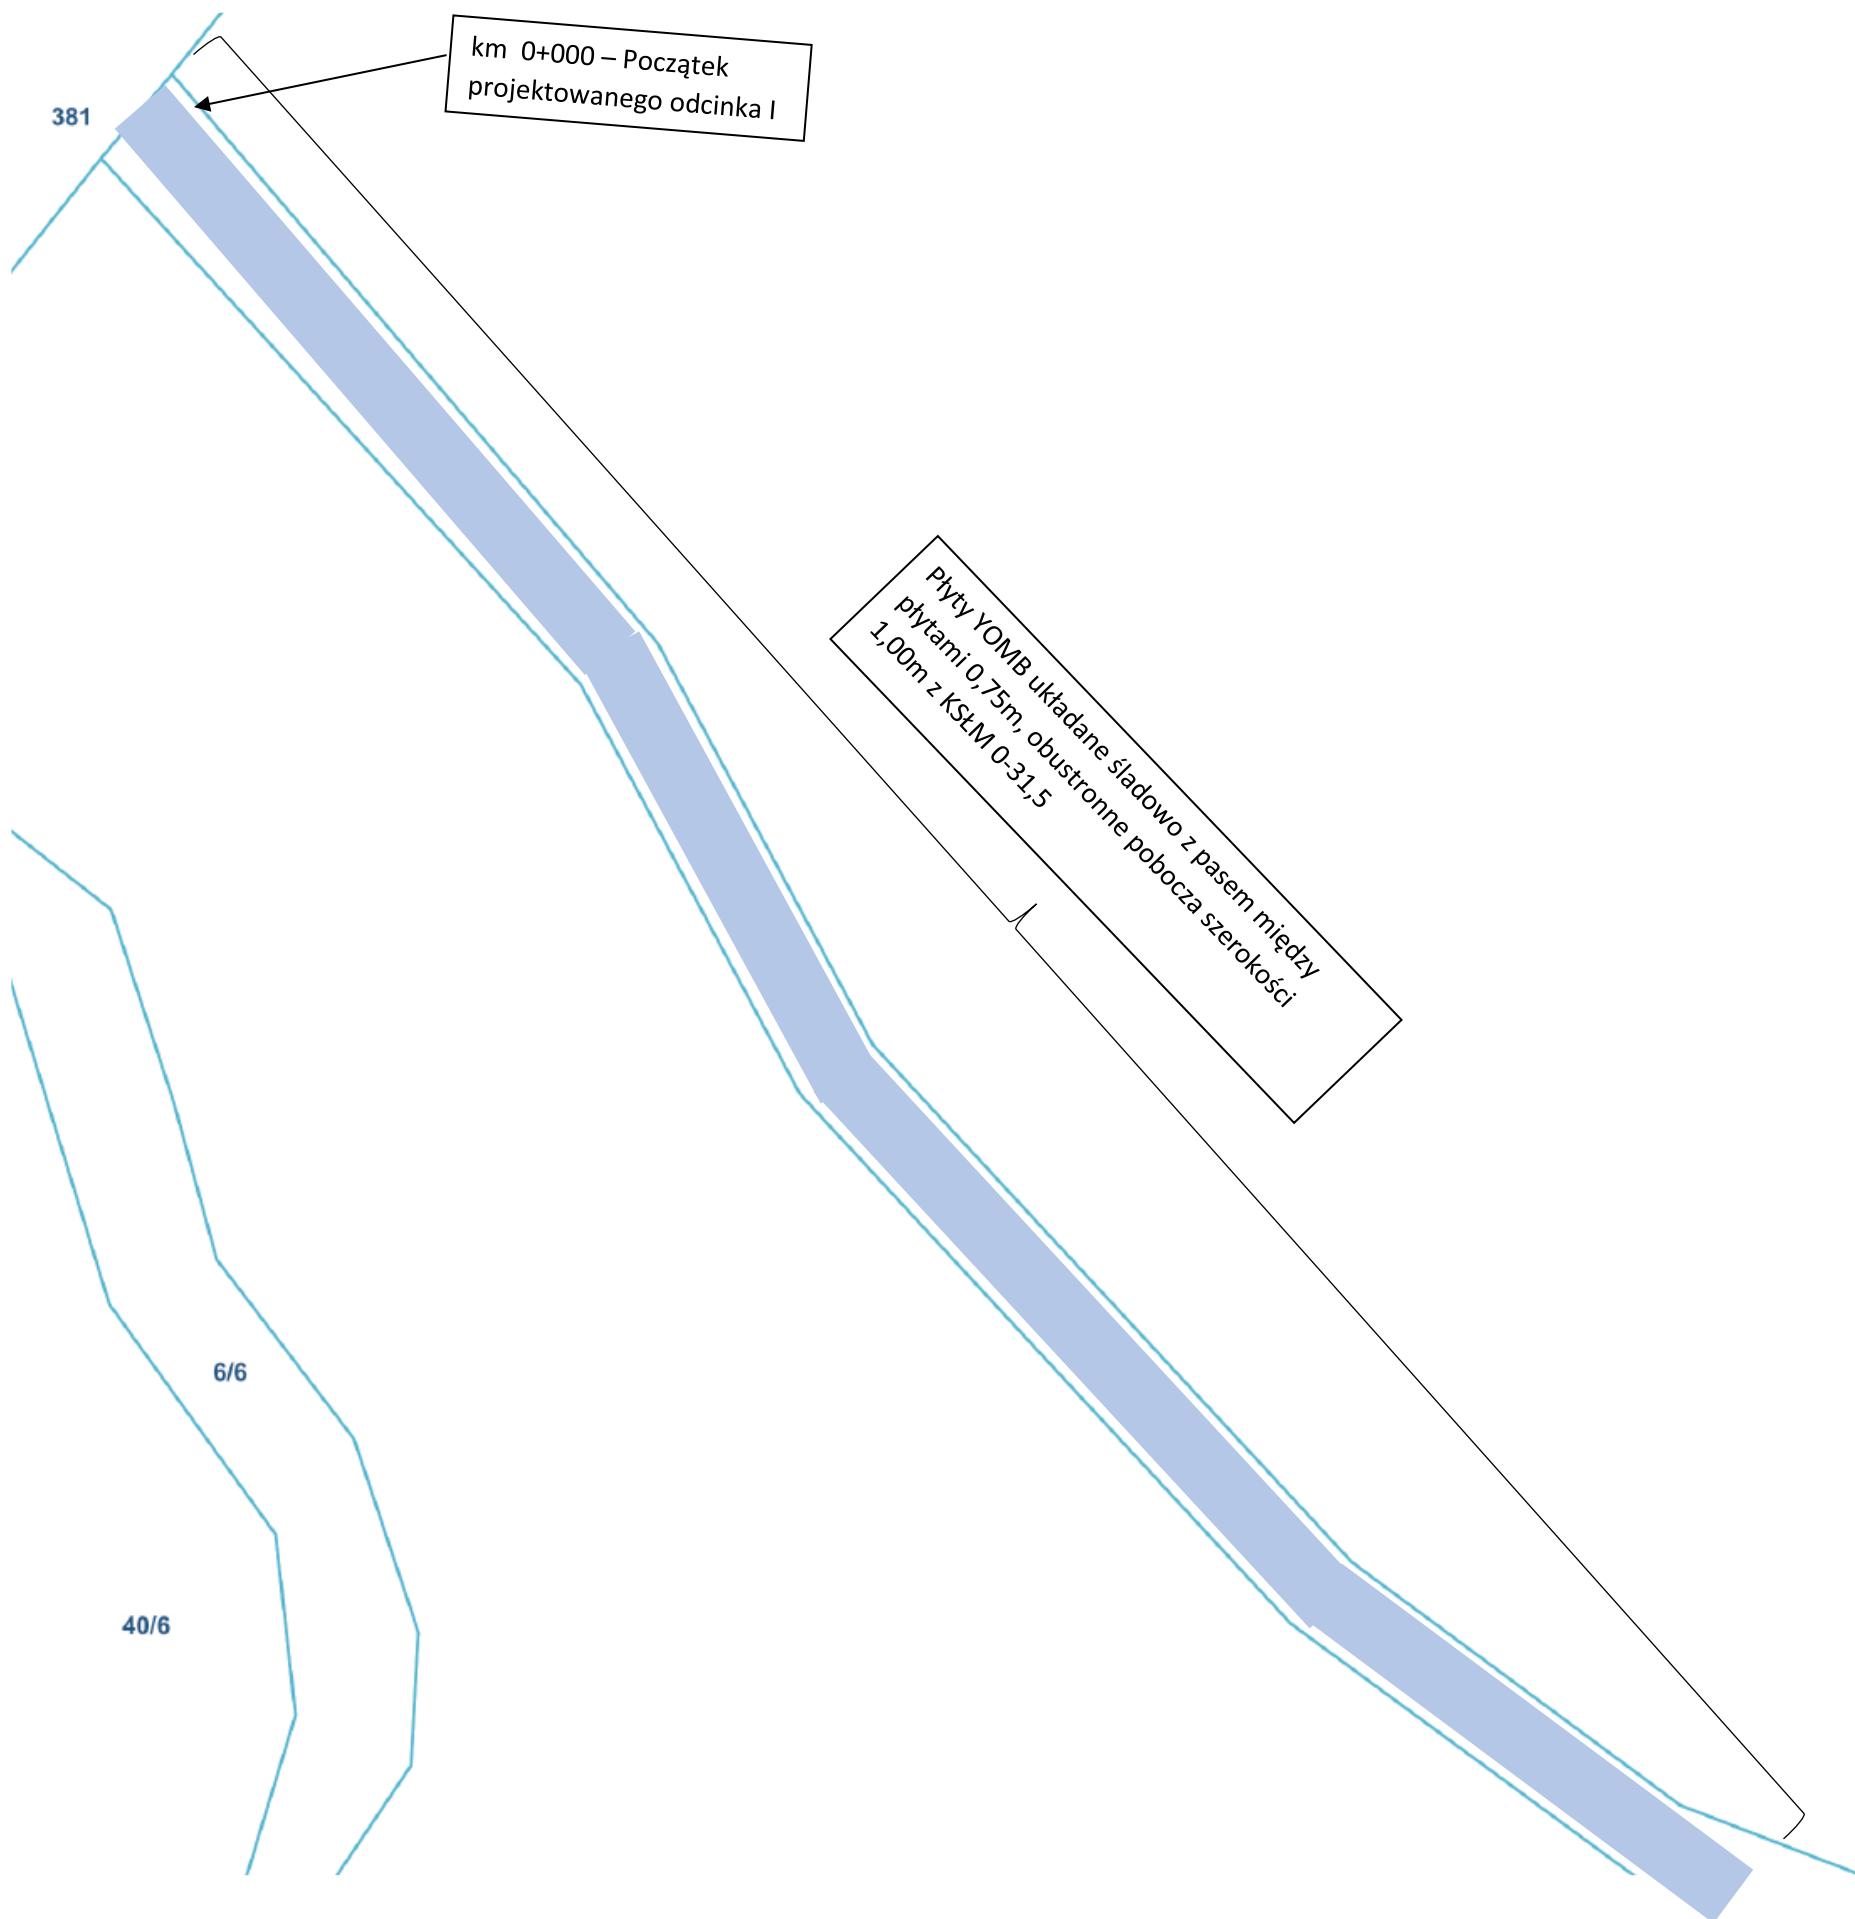 km  0+000 – Początek
projektowanego odcinka I
381
Płyty YOMB układane śladowo z pasem między
płytami 0,75m, obustronne pobocza szerokości
1,00m z KSŁM 0-31,5
6/6
40/6